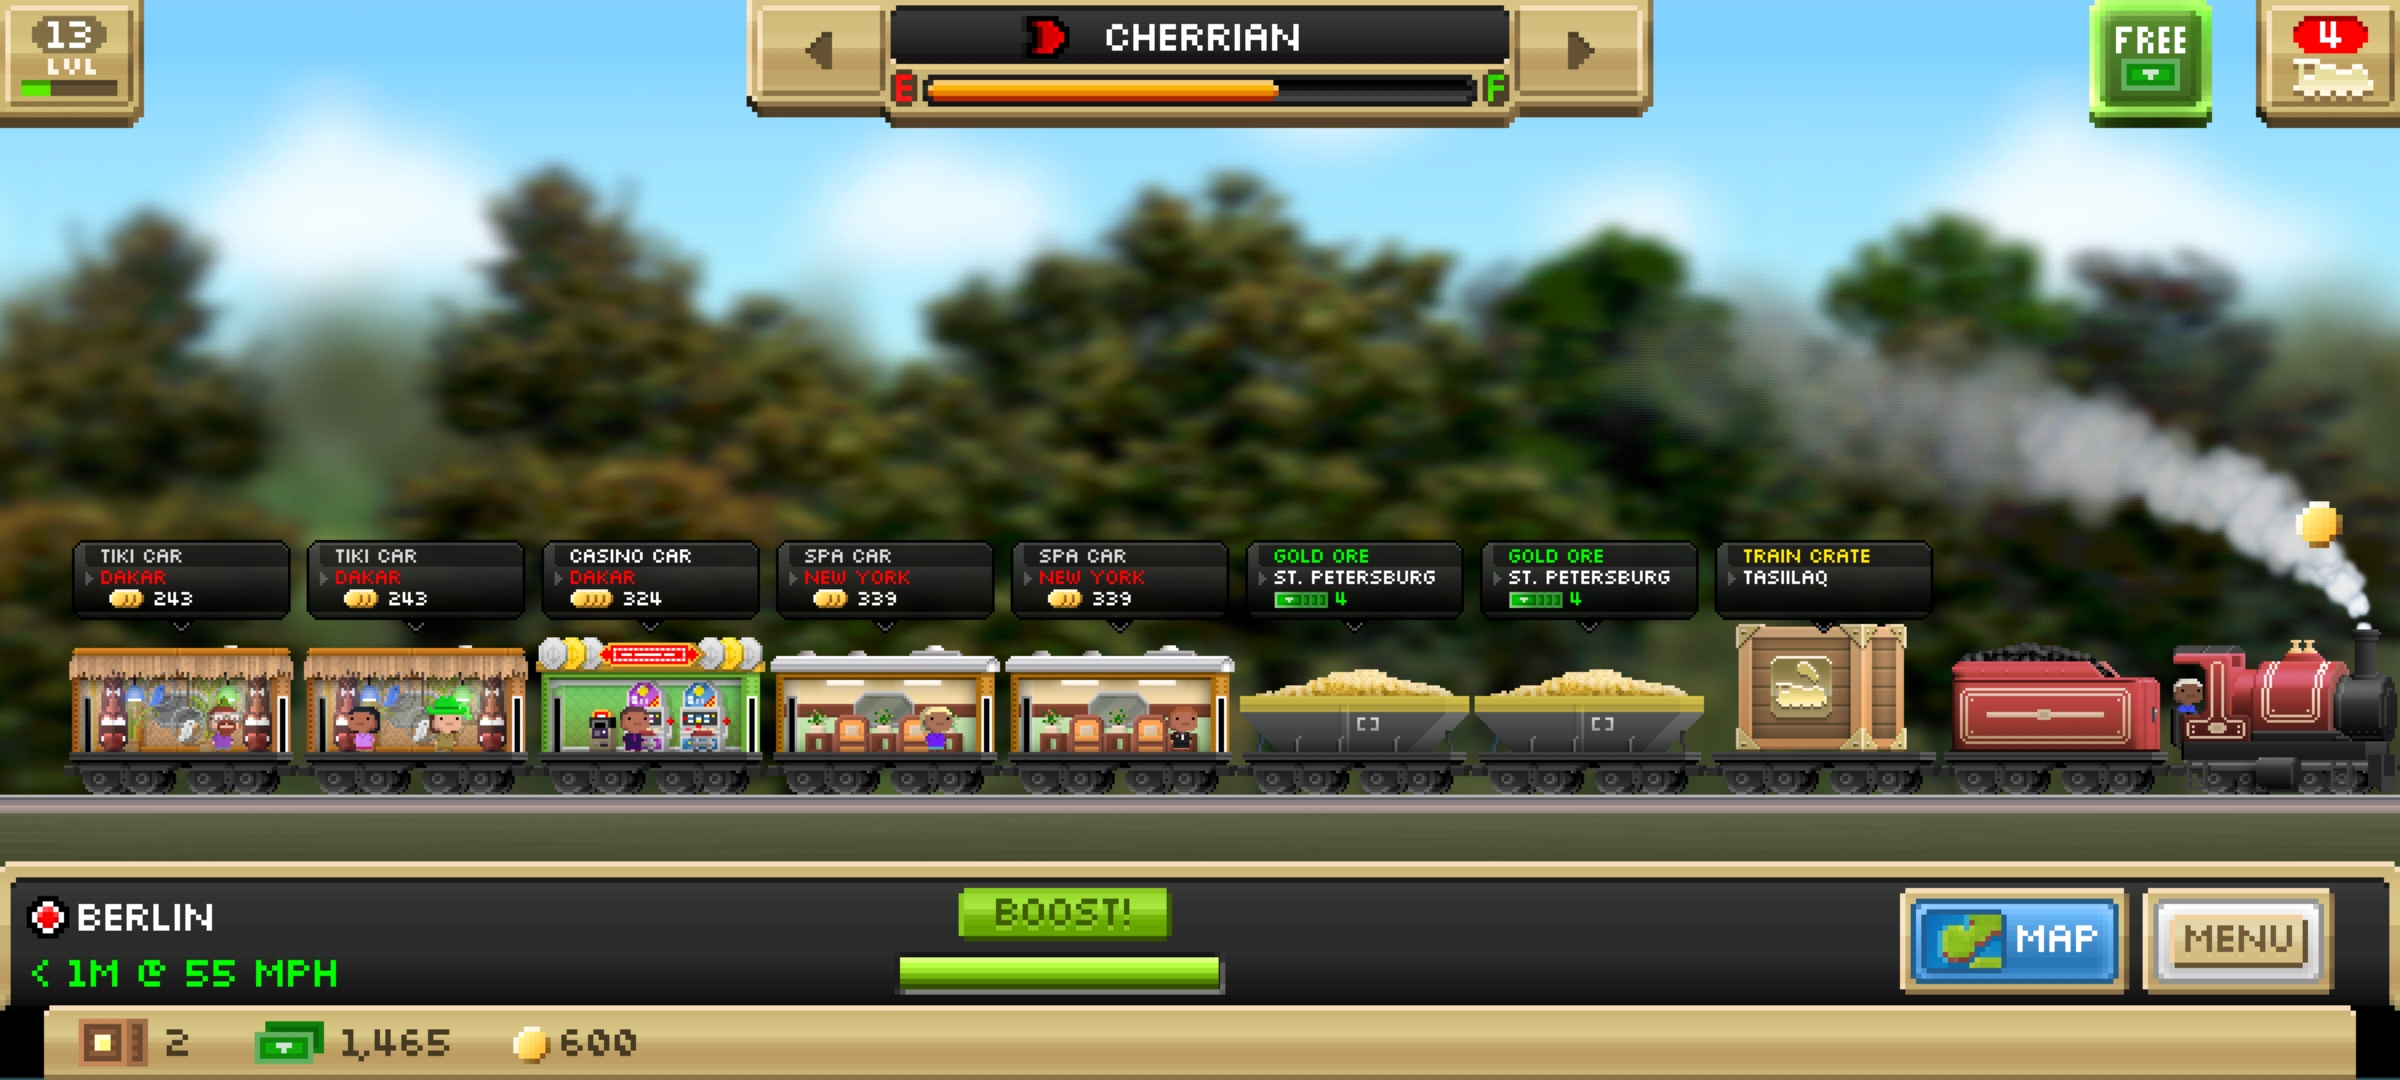 13
LVL
CHERRIAN
E F
FREE
4
TIKI CAR
DAKAR
243
TIKI CAR
DAKAR
243
CASINO CAR
DAKAR
324
SPA CAR
NEW YORK
339
SPA CAR
NEW YORK
339
GOLD ORE
ST. PETERSBURG
4
GOLD ORE
ST. PETERSBURG
4
TRAIN CRATE
TASIILAQ
BERLIN
< 1M @ 55 MPH
BOOST!
MAP
MENU
2
1,465
600